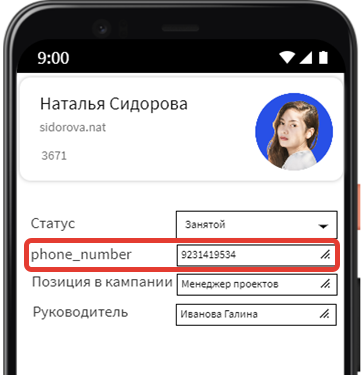 9:00
Наталья Сидорова
sidorova.nat
3671
Статус Занятой
phone_number 9231419534
Позиция в кампании Менеджер проектов
Руководитель Иванова Галина